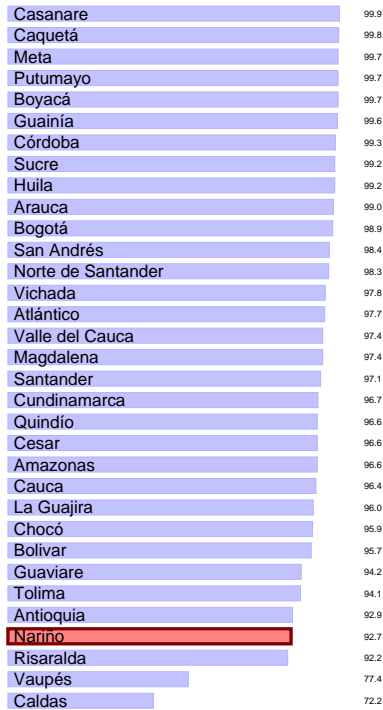 Casanare 99.9
Caquetá 99.8
Meta 99.7
Putumayo 99.7
Boyacá 99.7
Guainía 99.6
Córdoba 99.3
Sucre 99.2
Huila 99.2
Arauca 99.0
Bogotá 98.9
San Andrés 98.4
Norte de Santander 98.3
Vichada 97.8
Atlántico 97.7
Valle del Cauca 97.4
Magdalena 97.4
Santander 97.1
Cundinamarca 96.7
Quindío 96.6
Cesar 96.6
Amazonas 96.6
Cauca 96.4
La Guajira 96.0
Chocó 95.9
Bolivar 95.7
Guaviare 94.2
Tolima 94.1
Antioquia 92.9
Nariño 92.7
Risaralda 92.2
Vaupés 77.4
Caldas 72.2